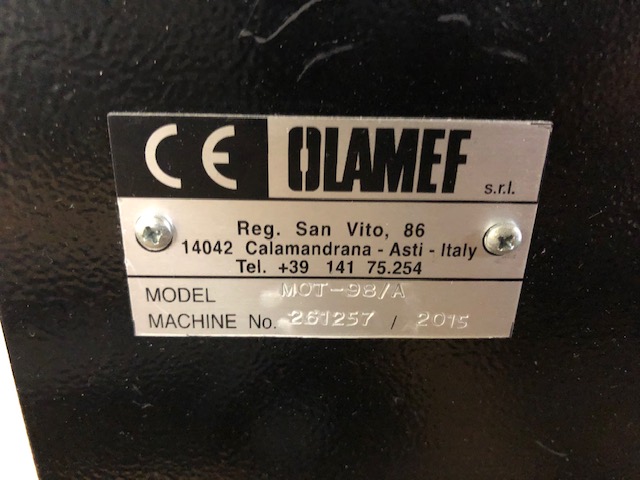 CE OLAMEF s.r.l.
Reg. San Vito, 86
14042 Calamandrana - Asti - Italy
Tel. +39 141 75.254
MODEL MOT-98/A
MACHINE No. 261257 / 2015